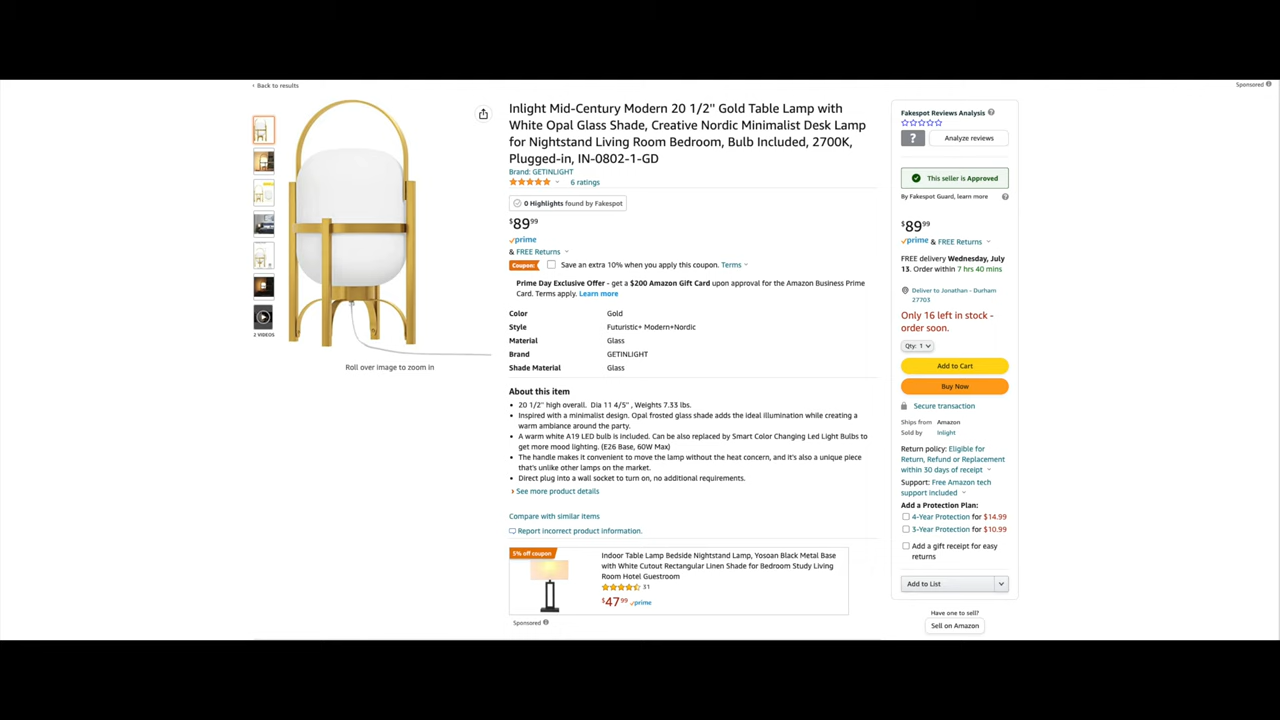 ‹ Back to results
Sponsored
Inlight Mid-Century Modern 20 1/2'' Gold Table Lamp with
White Opal Glass Shade, Creative Nordic Minimalist Desk Lamp
for Nightstand Living Room Bedroom, Bulb Included, 2700K,
Plugged-in, IN-0802-1-GD
Brand: GETINLIGHT
6 ratings
0 Highlights found by Fakespot
$89 99
prime
& FREE Returns
Coupon: Save an extra 10% when you apply this coupon. Terms
Prime Day Exclusive Offer - get a $200 Amazon Gift Card upon approval for the Amazon Business Prime
Card. Terms apply. Learn more
Color Gold
Style Futuristic+ Modern+Nordic
Material Glass
Brand GETINLIGHT
Shade Material Glass
2 VIDEOS
Roll over image to zoom in
About this item
• 20 1/2'' high overall. Dia 11 4/5'' , Weights 7.33 lbs.
• Inspired with a minimalist design. Opal frosted glass shade adds the ideal illumination while creating a
warm ambiance around the party.
• A warm white A19 LED bulb is included. Can be also replaced by Smart Color Changing Led Light Bulbs to
get more mood lighting. (E26 Base, 60W Max)
• The handle makes it convenient to move the lamp without the heat concern, and it's also a unique piece
that's unlike other lamps on the market.
• Direct plug into a wall socket to turn on, no additional requirements.
› See more product details
Compare with similar items
Report incorrect product information.
5% off coupon
Indoor Table Lamp Bedside Nightstand Lamp, Yosoan Black Metal Base
with White Cutout Rectangular Linen Shade for Bedroom Study Living
Room Hotel Guestroom
31
$47 99 prime
Sponsored
Fakespot Reviews Analysis
?
Analyze reviews
This seller is Approved
By Fakespot Guard, learn more
$89 99
prime & FREE Returns
FREE delivery Wednesday, July
13. Order within 7 hrs 40 mins
Deliver to Jonathan - Durham
27703
Only 16 left in stock -
order soon.
Qty: 1
Add to Cart
Buy Now
Secure transaction
Ships from Amazon
Sold by Inlight
Return policy: Eligible for
Return, Refund or Replacement
within 30 days of receipt
Support: Free Amazon tech
support included
Add a Protection Plan:
4-Year Protection for $14.99
3-Year Protection for $10.99
Add a gift receipt for easy
returns
Add to List
Have one to sell?
Sell on Amazon